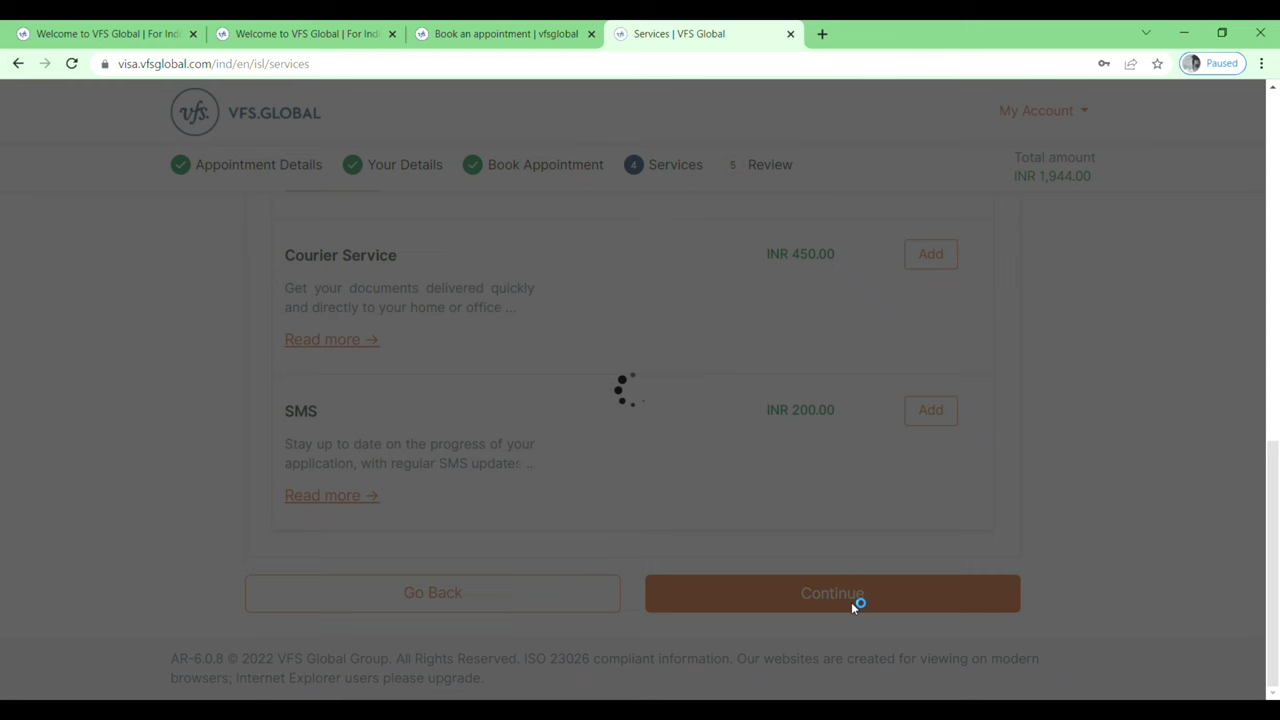 Welcome to VFS Global | For Indi
Welcome to VFS Global | For Indi
Book an appointment | vfsglobal
Services | VFS Global
visa.vfsglobal.com/ind/en/isl/services
Paused
vfs.
VFS.GLOBAL
My Account
Appointment Details
Your Details
Book Appointment
4 Services
5 Review
Total amount
INR 1,944.00
Courier Service
INR 450.00
Add
Get your documents delivered quickly
and directly to your home or office ...
Read more →
SMS
INR 200.00
Add
Stay up to date on the progress of your
application, with regular SMS updates ...
Read more →
Go Back
Continue
AR-6.0.8 © 2022 VFS Global Group. All Rights Reserved. ISO 23026 compliant information. Our websites are created for viewing on modern
browsers; Internet Explorer users please upgrade.